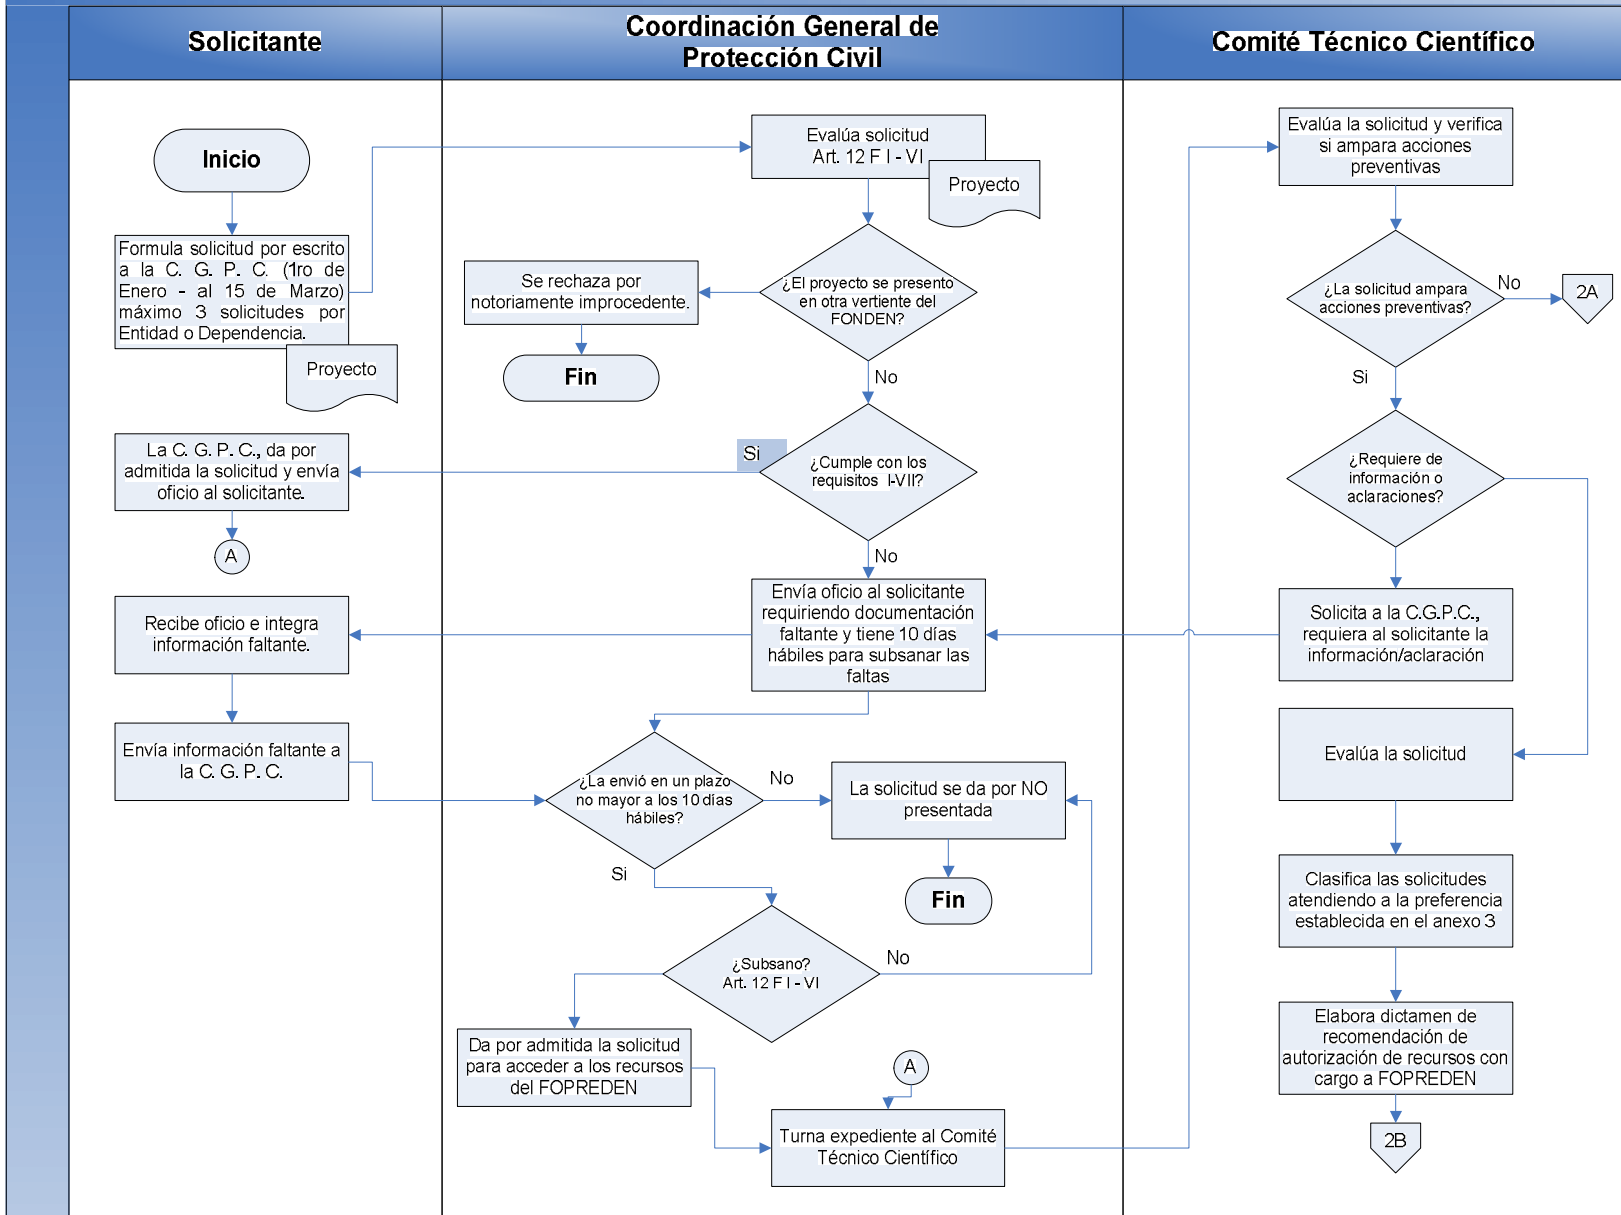 Solicitante
Coordinación General de
Protección Civil
Comité Técnico Científico
Inicio
Formula solicitud por escrito
a la C. G. P. C. (1ro de
Enero - al 15 de Marzo)
máximo 3 solicitudes por
Entidad o Dependencia.
Proyecto
La C. G. P. C., da por
admitida la solicitud y envía
oficio al solicitante.
A
Recibe oficio e integra
información faltante.
Envía información faltante a
la C. G. P. C.
Evalúa solicitud
Art. 12 F I - VI
Proyecto
¿El proyecto se presento
en otra vertiente del
FONDEN?
Se rechaza por
notoriamente improcedente.
Fin
No
¿Cumple con los
requisitos I-VII?
Si
No
Envía oficio al solicitante
requiriendo documentación
faltante y tiene 10 días
hábiles para subsanar las
faltas
¿La envió en un plazo
no mayor a los 10 días
hábiles?
No
La solicitud se da por NO
presentada
Fin
Si
¿Subsano?
Art. 12 F I - VI
No
Da por admitida la solicitud
para acceder a los recursos
del FOPREDEN
A
Turna expediente al Comité
Técnico Científico
Evalúa la solicitud y verifica
si ampara acciones
preventivas
¿La solicitud ampara
acciones preventivas?
No
2A
Si
¿Requiere de
información o
aclaraciones?
Solicita a la C.G.P.C.,
requiera al solicitante la
información/aclaración
Evalúa la solicitud
Clasifica las solicitudes
atendiendo a la preferencia
establecida en el anexo 3
Elabora dictamen de
recomendación de
autorización de recursos con
cargo a FOPREDEN
2B